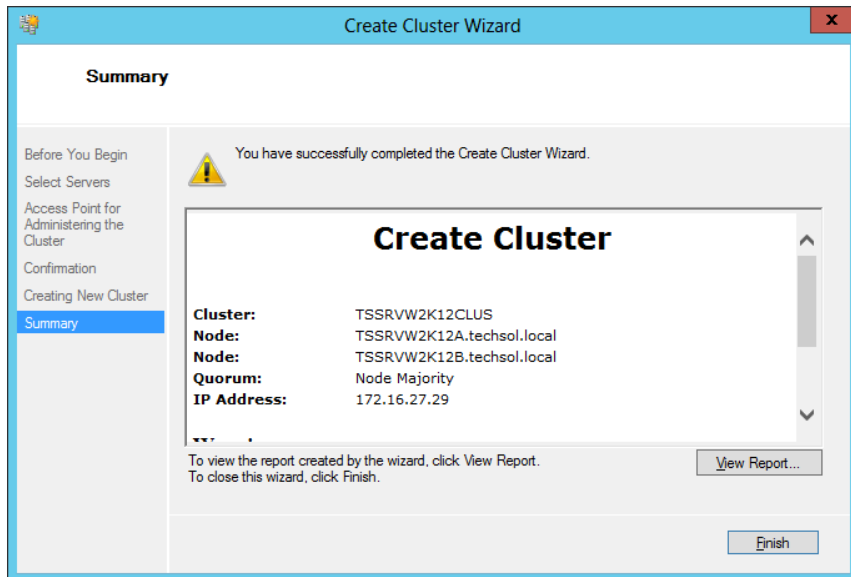 Create Cluster Wizard
x
Summary
Before You Begin
Select Servers
Access Point for
Administering the
Cluster
Confirmation
Creating New Cluster
Summary
You have successfully completed the Create Cluster Wizard.
Create Cluster
Cluster: TSSRVW2K12CLUS
Node: TSSRVW2K12A.techsol.local
Node: TSSRVW2K12B.techsol.local
Quorum: Node Majority
IP Address: 172.16.27.29
To view the report created by the wizard, click View Report.
To close this wizard, click Finish.
View Report...
Finish